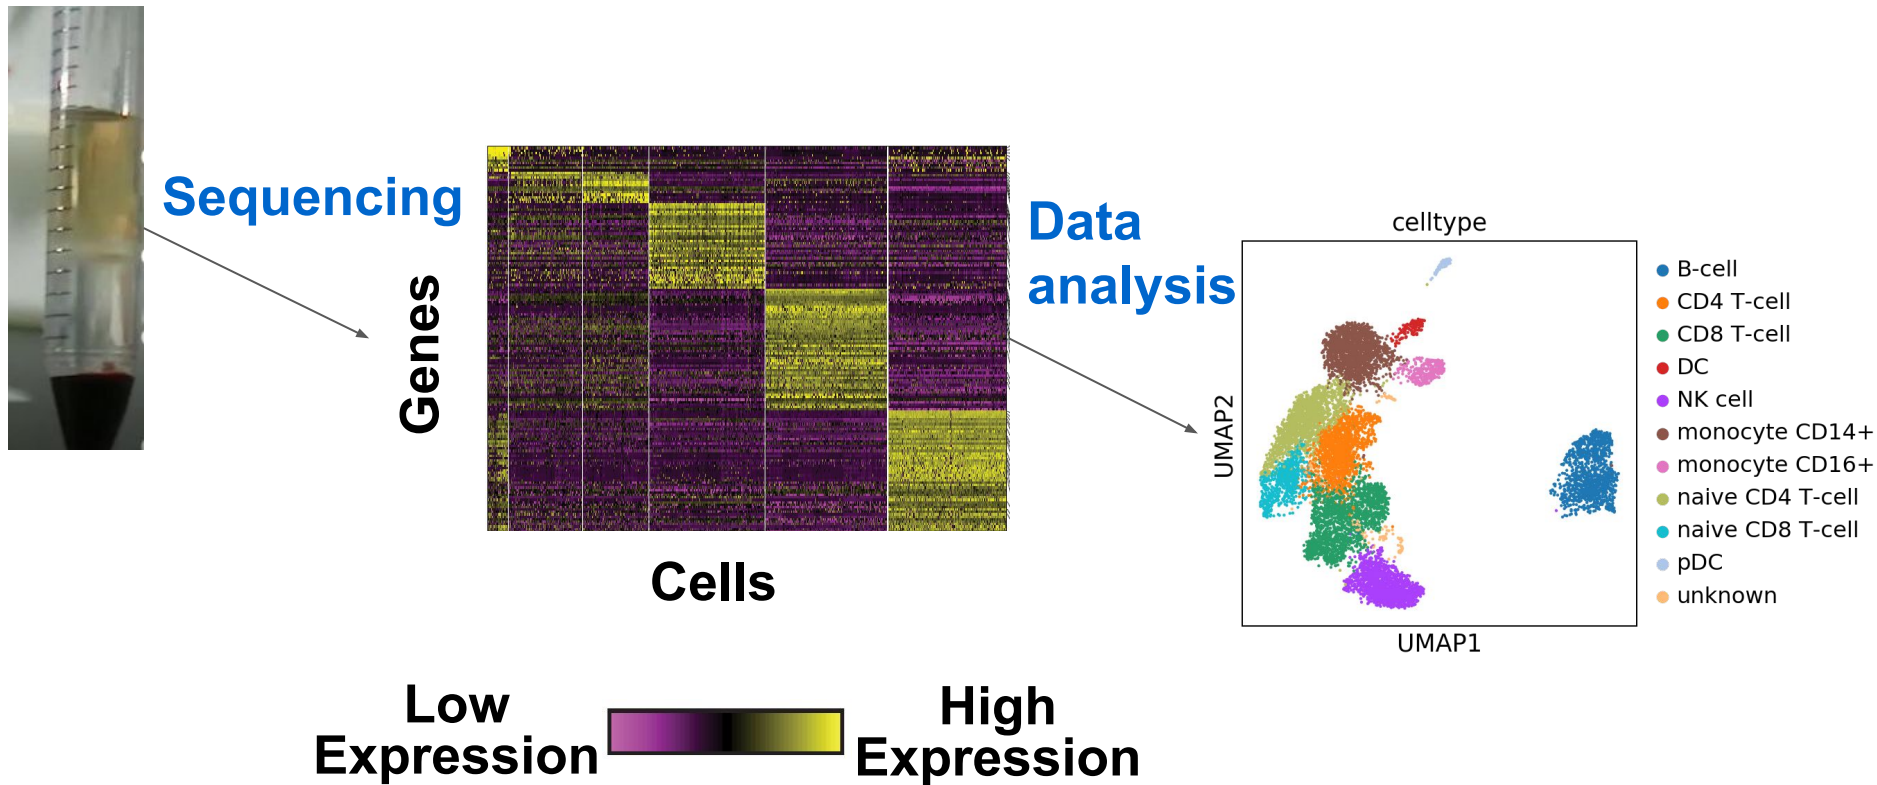 Sequencing
Genes
Cells
Low
Expression
High
Expression
Data
analysis
celltype
UMAP2
UMAP1
B-cell
CD4 T-cell
CD8 T-cell
DC
NK cell
monocyte CD14+
monocyte CD16+
naive CD4 T-cell
naive CD8 T-cell
pDC
unknown